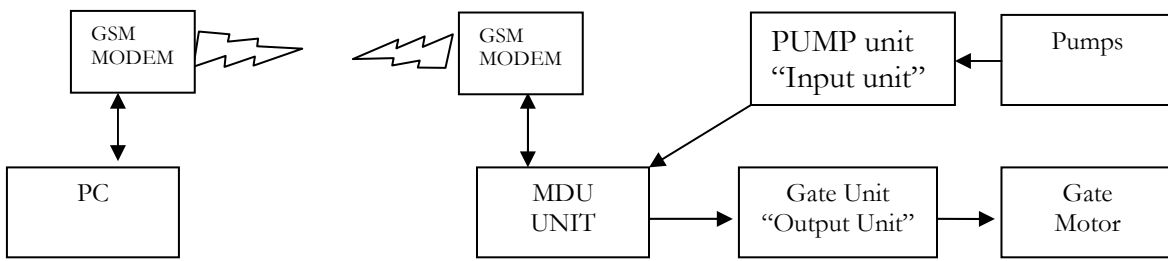 GSM
MODEM
GSM
MODEM
PUMP unit
“Input unit”
Pumps
PC
MDU
UNIT
Gate Unit
“Output Unit”
Gate
Motor